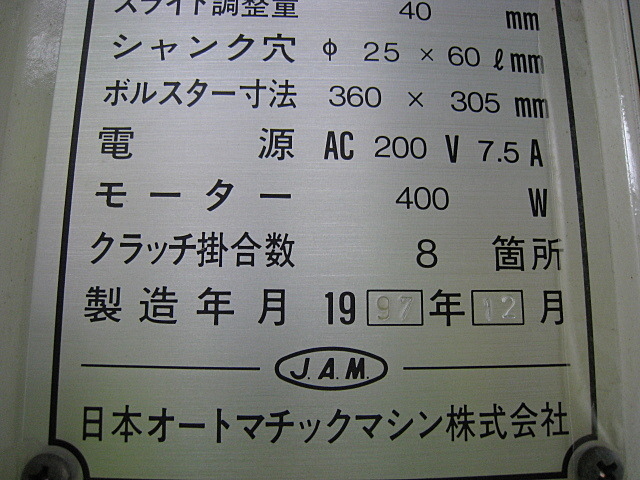 スライド調整量 40 mm
シャンク穴 φ 25 × 60 ℓmm
ボルスター寸法 360 × 305 mm
電源 AC 200 V 7.5 A
モーター 400 W
クラッチ掛合数 8 箇所
製造年月 19 97 年 12 月
J.A.M.
日本オートマチックマシン株式会社